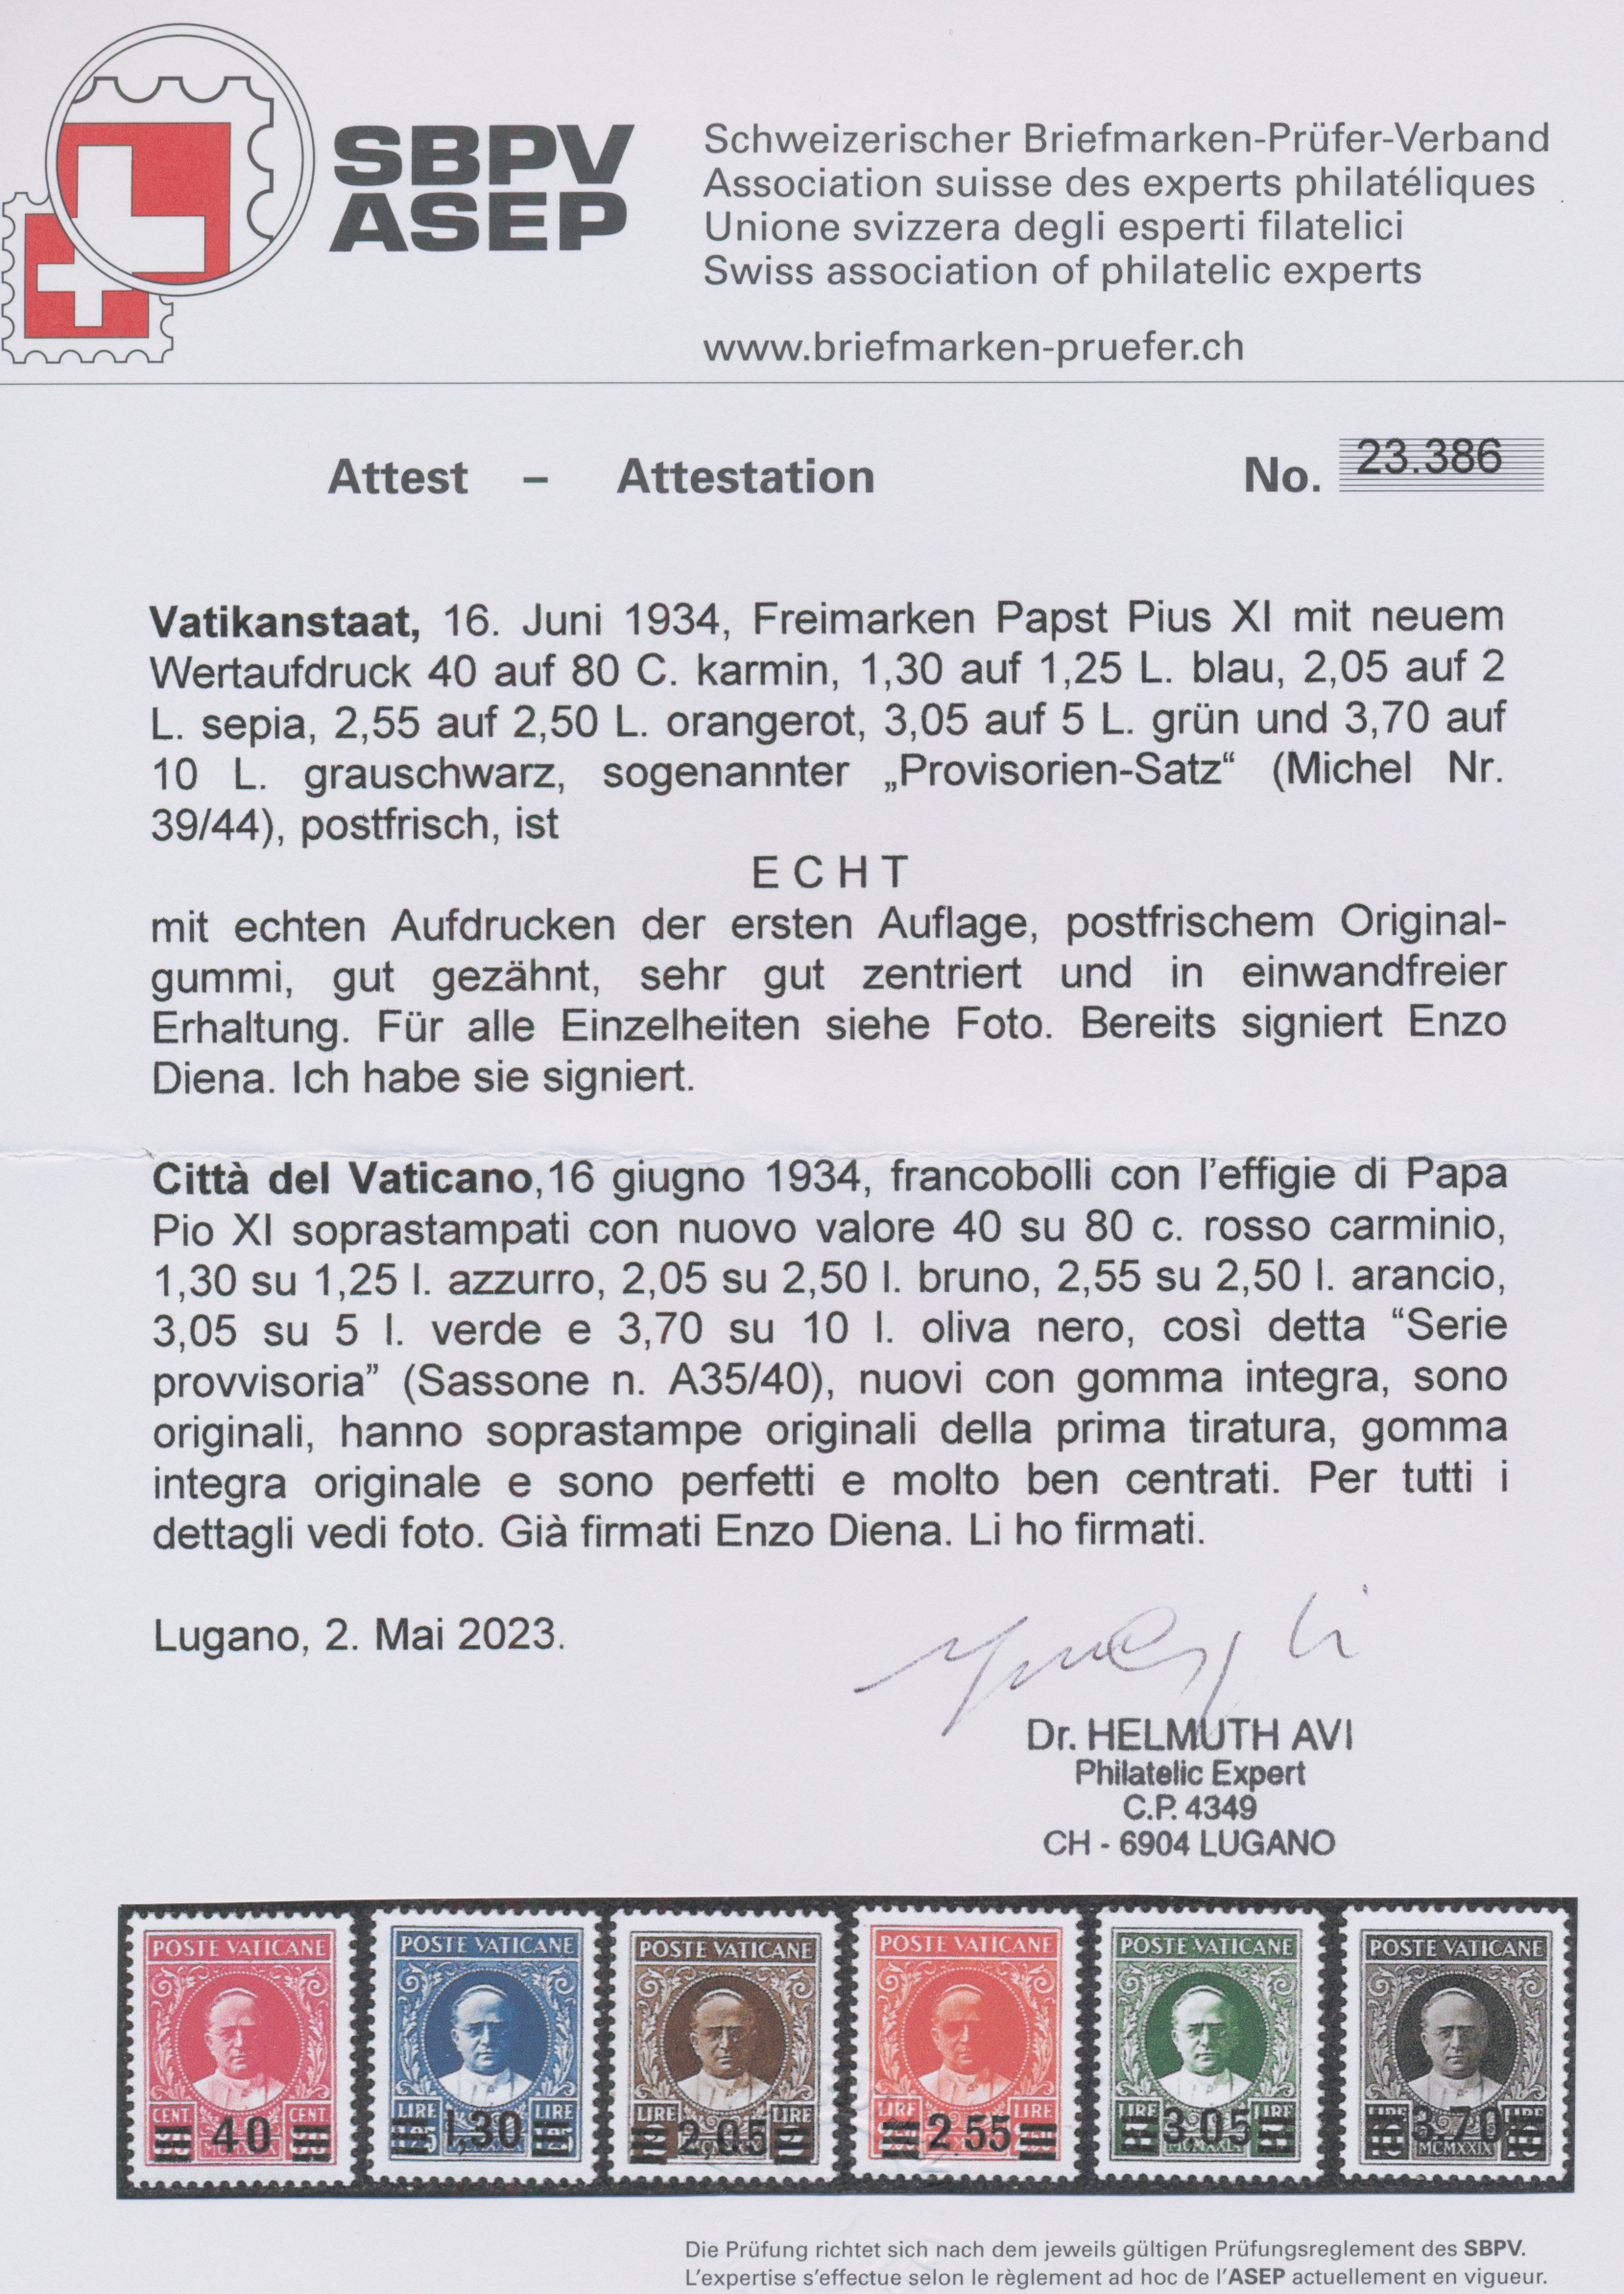 SBPV
ASEP
Schweizerischer Briefmarken-Prüfer-Verband
Association suisse des experts philatéliques
Unione svizzera degli esperti filatelici
Swiss association of philatelic experts
www.briefmarken-pruefer.ch
Attest – Attestation No. 23.386
Vatikanstaat, 16. Juni 1934, Freimarken Papst Pius XI mit neuem
Wertaufdruck 40 auf 80 C. karmin, 1,30 auf 1,25 L. blau, 2,05 auf 2
L. sepia, 2,55 auf 2,50 L. orangerot, 3,05 auf 5 L. grün und 3,70 auf
10 L. grauschwarz, sogenannter „Provisorien-Satz“ (Michel Nr.
39/44), postfrisch, ist
E C H T
mit echten Aufdrucken der ersten Auflage, postfrischem Original-
gummi, gut gezähnt, sehr gut zentriert und in einwandfreier
Erhaltung. Für alle Einzelheiten siehe Foto. Bereits signiert Enzo
Diena. Ich habe sie signiert.
Città del Vaticano,16 giugno 1934, francobolli con l’effigie di Papa
Pio XI soprastampati con nuovo valore 40 su 80 c. rosso carminio,
1,30 su 1,25 l. azzurro, 2,05 su 2,50 l. bruno, 2,55 su 2,50 l. arancio,
3,05 su 5 l. verde e 3,70 su 10 l. oliva nero, così detta “Serie
provvisoria” (Sassone n. A35/40), nuovi con gomma integra, sono
originali, hanno soprastampe originali della prima tiratura, gomma
integra originale e sono perfetti e molto ben centrati. Per tutti i
dettagli vedi foto. Già firmati Enzo Diena. Li ho firmati.
Lugano, 2. Mai 2023.
Dr. HELMUTH AVI
Philatelic Expert
C.P. 4349
CH - 6904 LUGANO
POSTE VATICANE POSTE VATICANE POSTE VATICANE POSTE VATICANE POSTE VATICANE POSTE VATICANE
CENT. CENT. LIRE LIRE LIRE LIRE LIRE LIRE LIRE LIRE LIRE LIRE
40 1,30 2.05 2 55 3.05 3.70
MCMXXIX
Die Prüfung richtet sich nach dem jeweils gültigen Prüfungsreglement des SBPV.
L’expertise s’effectue selon le règlement ad hoc de l’ASEP actuellement en vigueur.